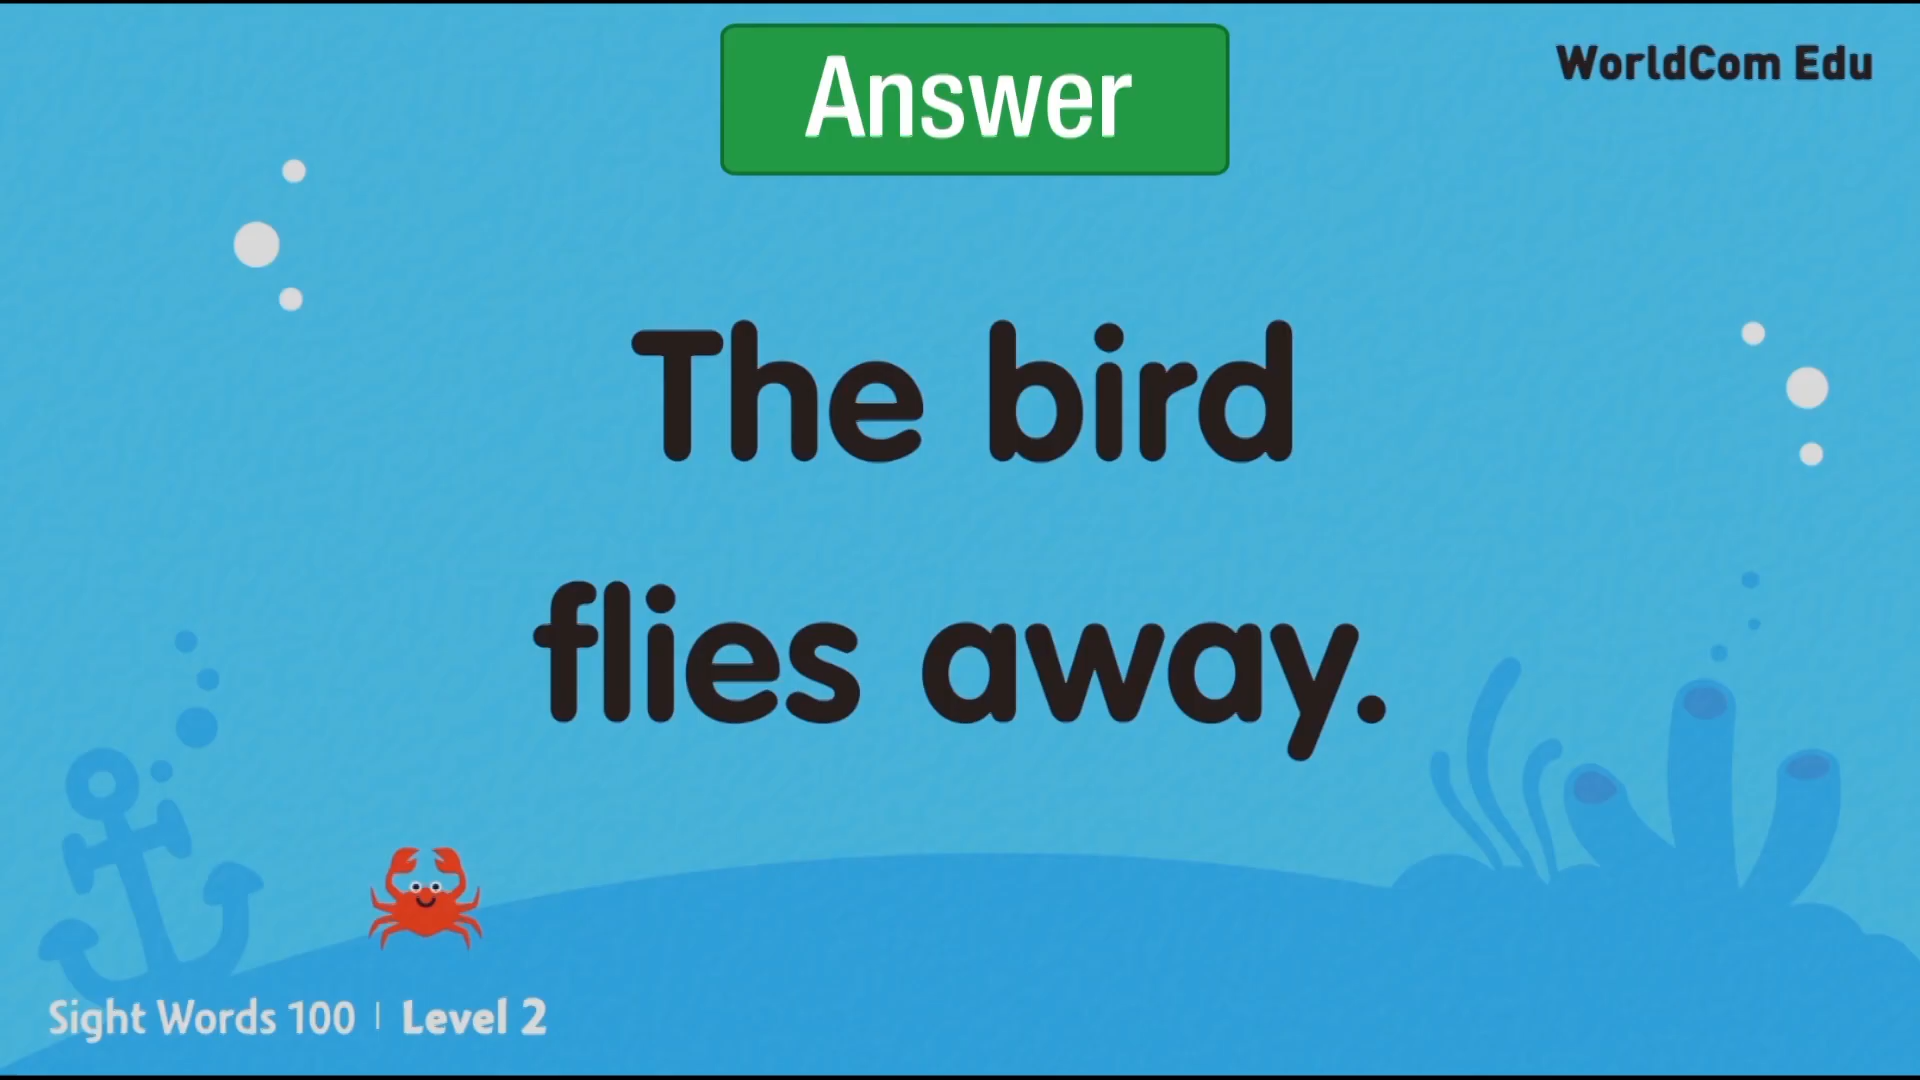 Answer
WorldCom Edu
The bird
flies away.
Sight Words 100 | Level 2